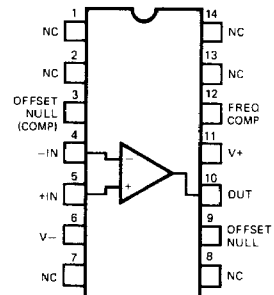 1
NC
2
NC
3
OFFSET
NULL
(COMP)
4
−IN
−
5
+IN
+
6
V−
7
NC
14
NC
13
NC
12
FREQ
COMP
11
V+
10
OUT
9
OFFSET
NULL
8
NC